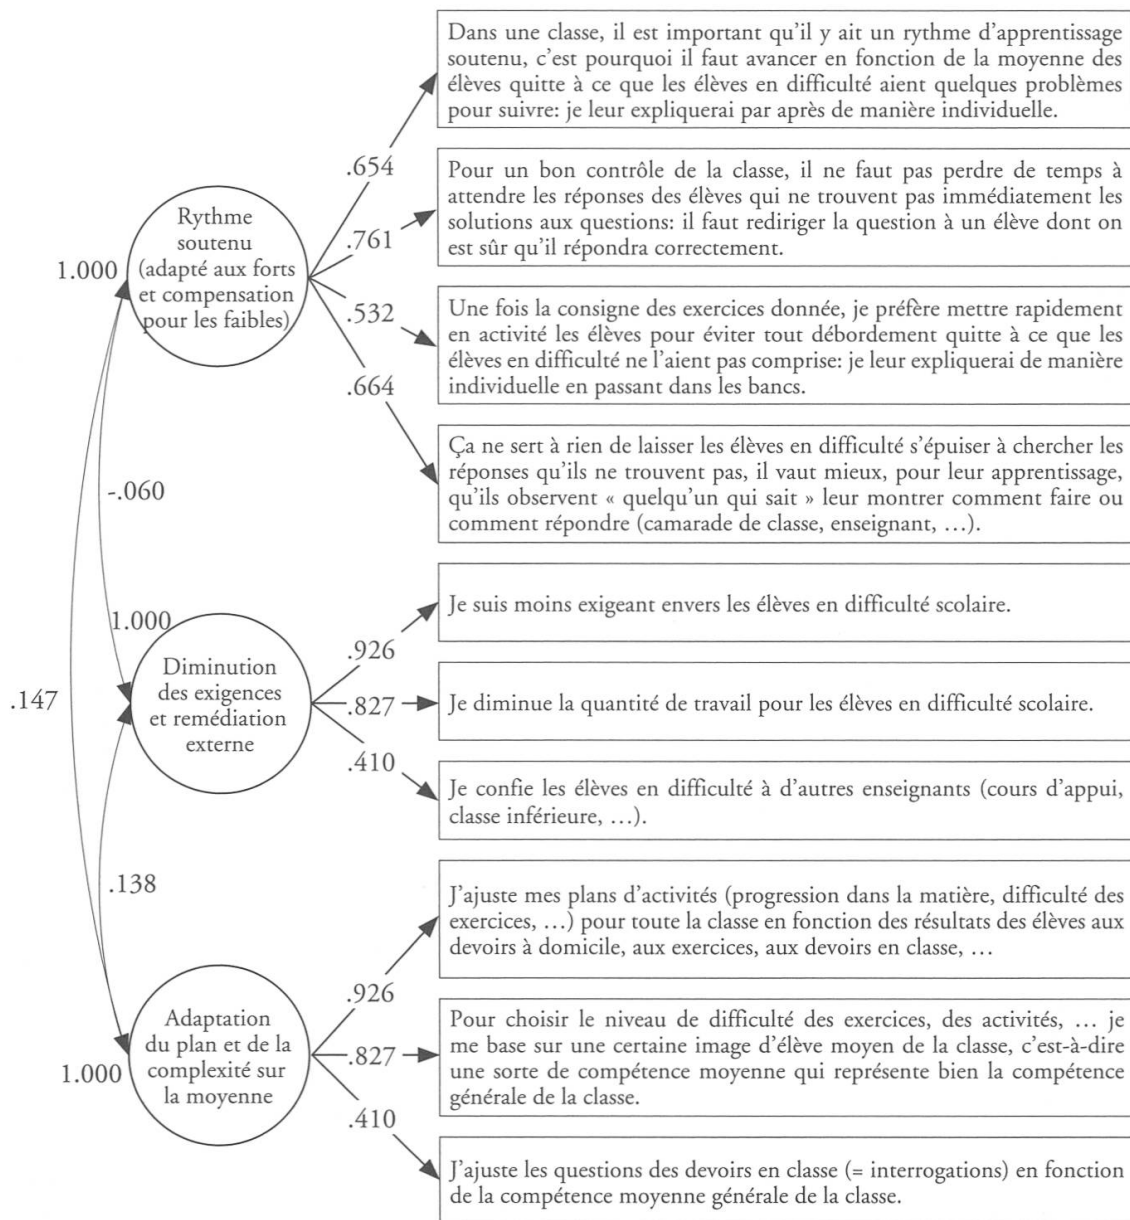 Dans une classe, il est important qu'il y ait un rythme d'apprentissage
soutenu, c'est pourquoi il faut avancer en fonction de la moyenne des
élèves quitte à ce que les élèves en difficulté aient quelques problèmes
pour suivre: je leur expliquerai par après de manière individuelle.
.654
Pour un bon contrôle de la classe, il ne faut pas perdre de temps à
attendre les réponses des élèves qui ne trouvent pas immédiatement les
solutions aux questions: il faut rediriger la question à un élève dont on
est sûr qu'il répondra correctement.
Rythme
soutenu
(adapté aux forts
et compensation
pour les faibles)
1.000
.761
.532
Une fois la consigne des exercices donnée, je préfère mettre rapidement
en activité les élèves pour éviter tout débordement quitte à ce que les
élèves en difficulté ne l'aient pas comprise: je leur expliquerai de manière
individuelle en passant dans les bancs.
.664
Ça ne sert à rien de laisser les élèves en difficulté s'épuiser à chercher les
réponses qu'ils ne trouvent pas, il vaut mieux, pour leur apprentissage,
qu'ils observent « quelqu'un qui sait » leur montrer comment faire ou
comment répondre (camarade de classe, enseignant, …).
-.060
1.000
Je suis moins exigeant envers les élèves en difficulté scolaire.
.926
Diminution
des exigences
et remédiation
externe
.147
.827
Je diminue la quantité de travail pour les élèves en difficulté scolaire.
.410
Je confie les élèves en difficulté à d'autres enseignants (cours d'appui,
classe inférieure, …).
.138
J'ajuste mes plans d'activités (progression dans la matière, difficulté des
exercices, …) pour toute la classe en fonction des résultats des élèves aux
devoirs à domicile, aux exercices, aux devoirs en classe, …
.926
Adaptation
du plan et de la
complexité sur
la moyenne
1.000
.827
Pour choisir le niveau de difficulté des exercices, des activités, … je
me base sur une certaine image d'élève moyen de la classe, c'est-à-dire
une sorte de compétence moyenne qui représente bien la compétence
générale de la classe.
.410
J'ajuste les questions des devoirs en classe (= interrogations) en fonction
de la compétence moyenne générale de la classe.